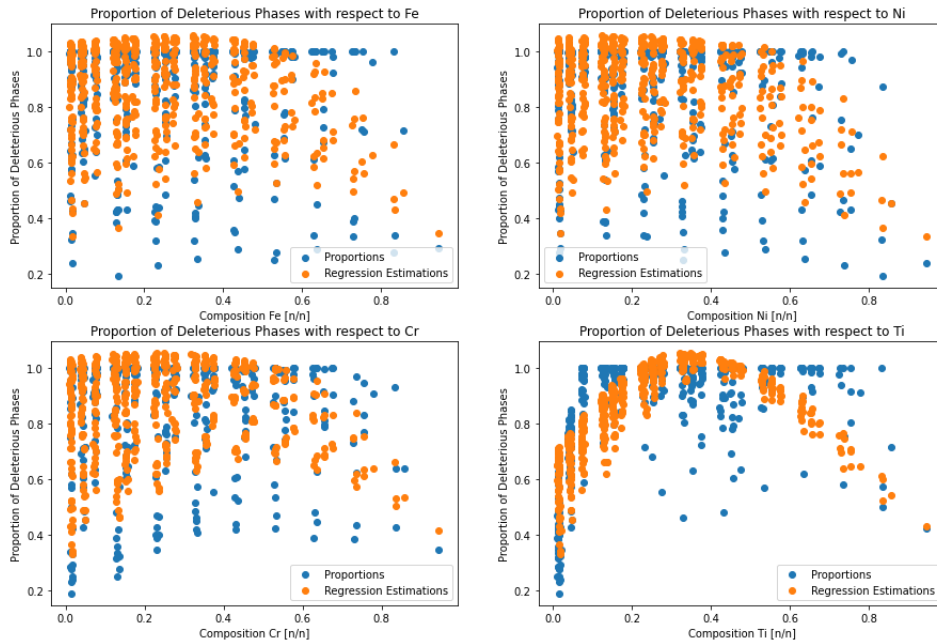 Proportion of Deleterious Phases with respect to Fe
Proportion of Deleterious Phases
1.0
0.8
0.6
0.4
0.2
Proportions
Regression Estimations
0.0 0.2 0.4 0.6 0.8
Composition Fe [n/n]
Proportion of Deleterious Phases with respect to Ni
Proportion of Deleterious Phases
1.0
0.8
0.6
0.4
0.2
Proportions
Regression Estimations
0.0 0.2 0.4 0.6 0.8
Composition Ni [n/n]
Proportion of Deleterious Phases with respect to Cr
Proportion of Deleterious Phases
1.0
0.8
0.6
0.4
0.2
Proportions
Regression Estimations
0.0 0.2 0.4 0.6 0.8
Composition Cr [n/n]
Proportion of Deleterious Phases with respect to Ti
Proportion of Deleterious Phases
1.0
0.8
0.6
0.4
0.2
Proportions
Regression Estimations
0.0 0.2 0.4 0.6 0.8
Composition Ti [n/n]